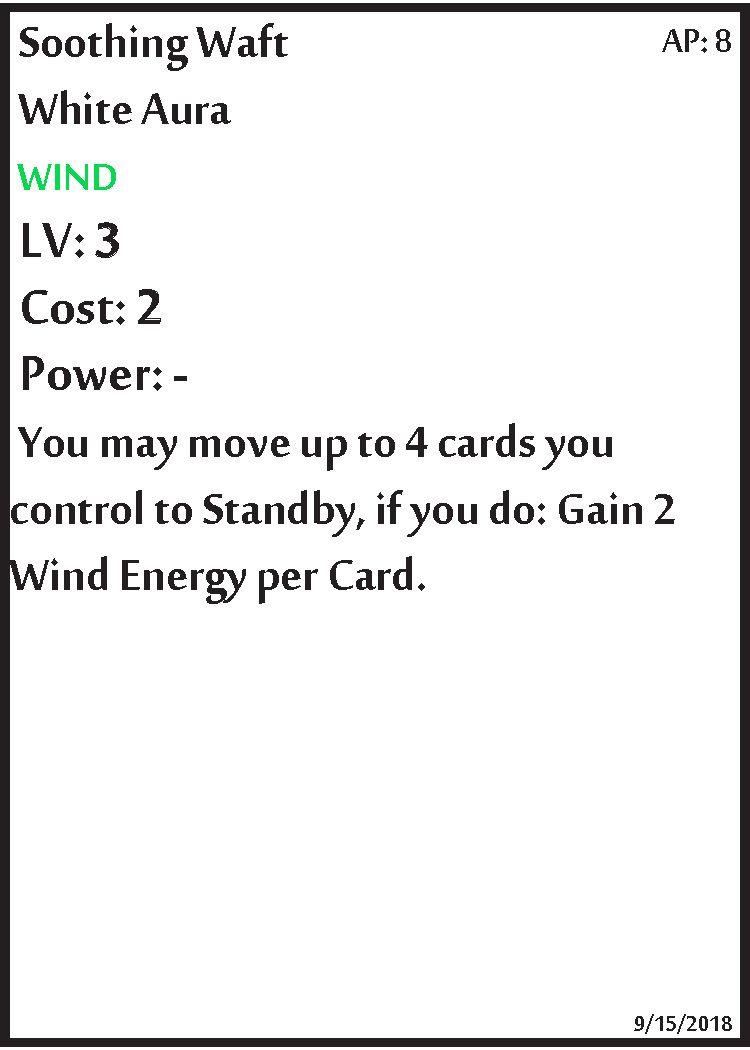 Soothing Waft
AP: 8
White Aura
WIND
LV: 3
Cost: 2
Power: -
You may move up to 4 cards you
control to Standby, if you do: Gain 2
Wind Energy per Card.
9/15/2018